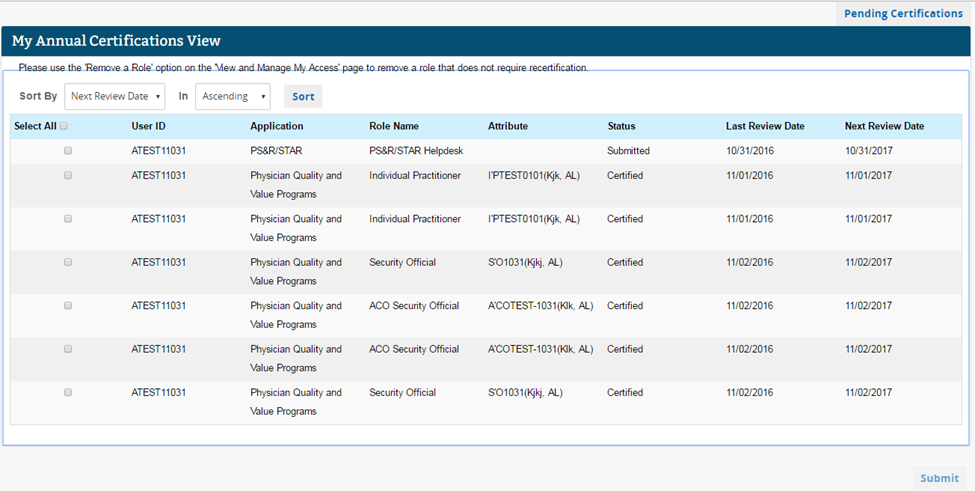 Pending Certifications
My Annual Certifications View
Please use the 'Remove a Role' option on the 'View and Manage My Access' page to remove a role that does not require recertification.
Sort By Next Review Date In Ascending Sort
Select All User ID Application Role Name Attribute Status Last Review Date Next Review Date
ATEST11031 PS&R/STAR PS&R/STAR Helpdesk Submitted 10/31/2016 10/31/2017
ATEST11031 Physician Quality and Individual Practitioner I'PTEST0101(Kjk, AL) Certified 11/01/2016 11/01/2017
Value Programs
ATEST11031 Physician Quality and Individual Practitioner I'PTEST0101(Kjk, AL) Certified 11/01/2016 11/01/2017
Value Programs
ATEST11031 Physician Quality and Security Official S'O1031(Kjkj, AL) Certified 11/02/2016 11/02/2017
Value Programs
ATEST11031 Physician Quality and ACO Security Official A'COTEST-1031(Klk, AL) Certified 11/02/2016 11/02/2017
Value Programs
ATEST11031 Physician Quality and ACO Security Official A'COTEST-1031(Klk, AL) Certified 11/02/2016 11/02/2017
Value Programs
ATEST11031 Physician Quality and Security Official S'O1031(Kjkj, AL) Certified 11/02/2016 11/02/2017
Value Programs
Submit